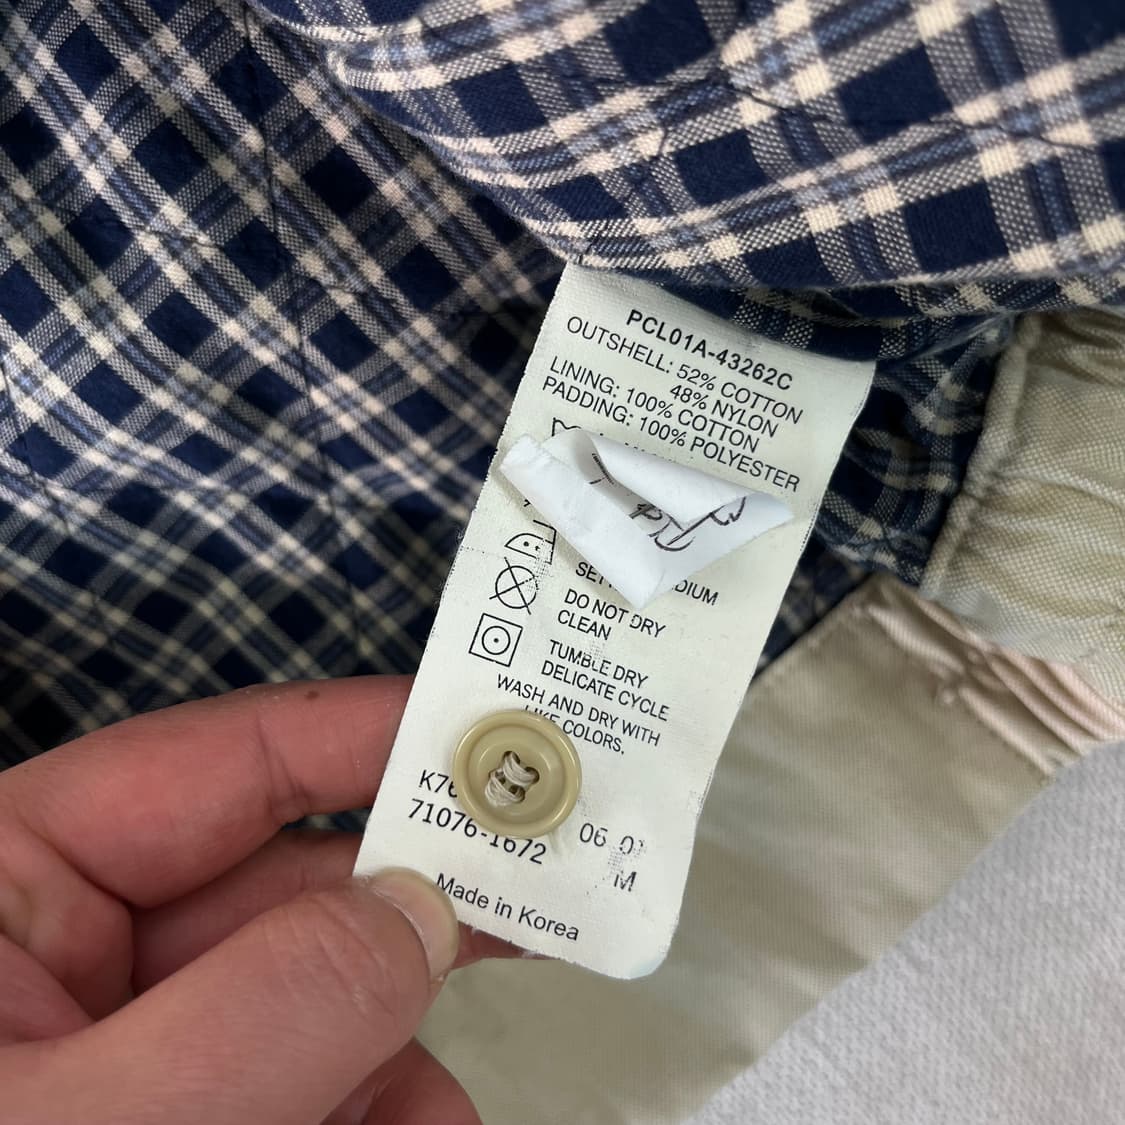 PCL01A-43262C
OUTSHELL: 52% COTTON
48% NYLON
LINING: 100% COTTON
PADDING: 100% POLYESTER
DO NOT DRY
CLEAN
TUMBLE DRY
DELICATE CYCLE
WASH AND DRY WITH
LIKE COLORS.
71076-1672
06
M
Made in Korea